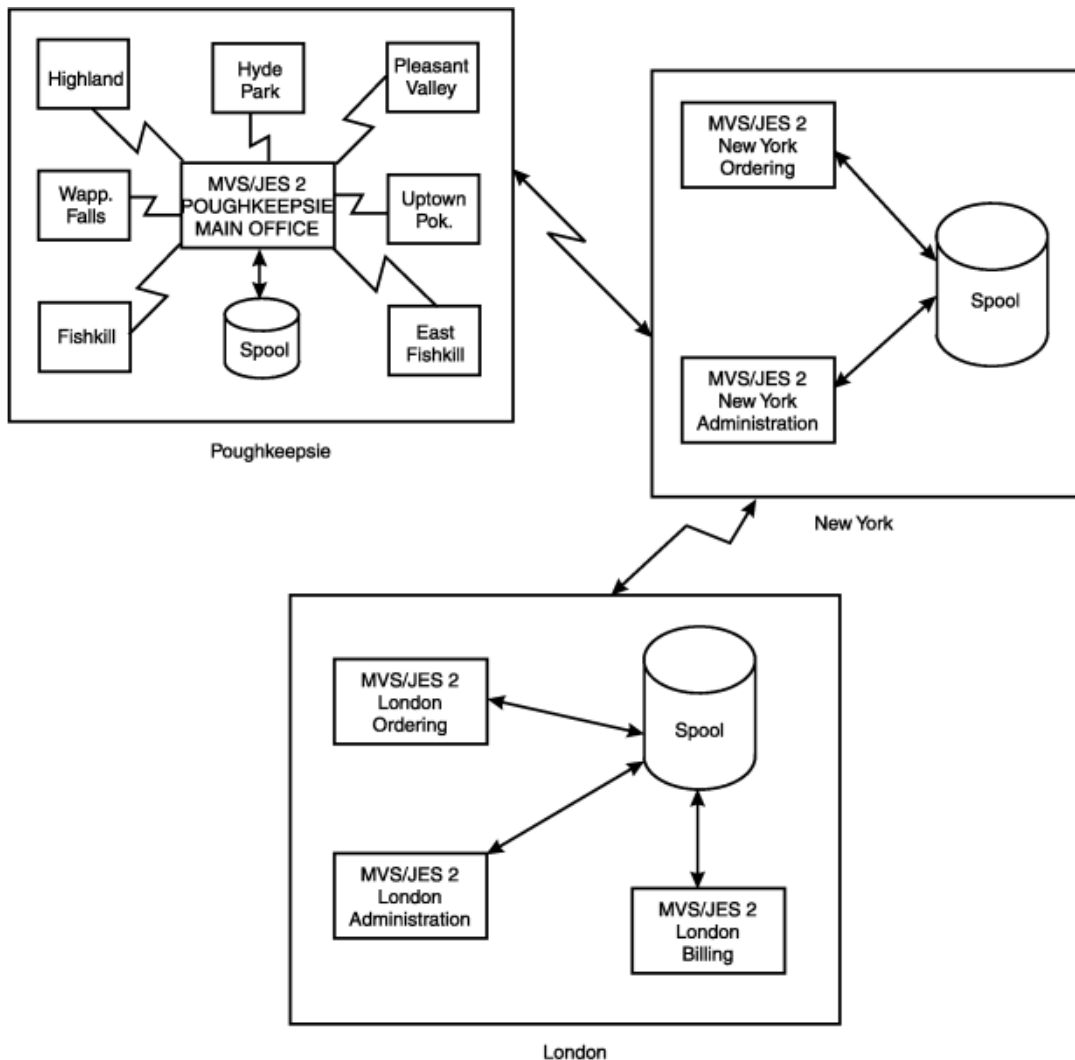 Highland
Hyde
Park
Pleasant
Valley
MVS/JES 2
POUGHKEEPSIE
MAIN OFFICE
Wapp.
Falls
Uptown
Pok.
Fishkill
Spool
East
Fishkill
Poughkeepsie
MVS/JES 2
New York
Ordering
Spool
MVS/JES 2
New York
Administration
New York
MVS/JES 2
London
Ordering
Spool
MVS/JES 2
London
Administration
MVS/JES 2
London
Billing
London